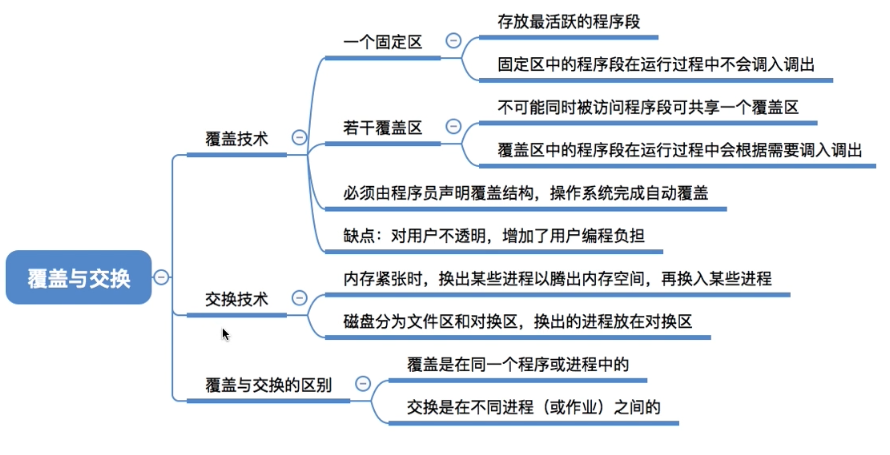 覆盖与交换
覆盖技术
一个固定区
存放最活跃的程序段
固定区中的程序段在运行过程中不会调入调出
若干覆盖区
不可能同时被访问程序段可共享一个覆盖区
覆盖区中的程序段在运行过程中会根据需要调入调出
必须由程序员声明覆盖结构，操作系统完成自动覆盖
缺点：对用户不透明，增加了用户编程负担
交换技术
内存紧张时，换出某些进程以腾出内存空间，再换入某些进程
磁盘分为文件区和对换区，换出的进程放在对换区
覆盖与交换的区别
覆盖是在同一个程序或进程中的
交换是在不同进程（或作业）之间的